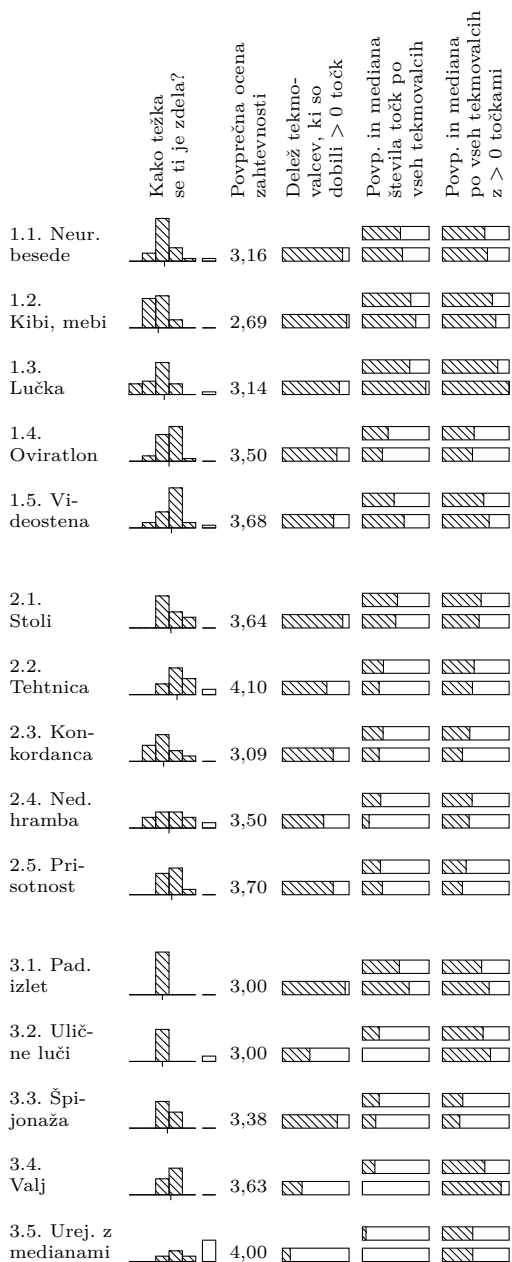 Kako težka
se ti je zdela?
Povprečna ocena
zahtevnosti
Delež tekmo-
valcev, ki so
dobili > 0 točk
Povp. in mediana
števila točk po
vseh tekmovalcih
Povp. in mediana
po vseh tekmovalcih
z > 0 točkami
1.1. Neur.
besede 3,16
1.2.
Kibi, mebi 2,69
1.3.
Lučka 3,14
1.4.
Oviratlon 3,50
1.5. Vi-
deostena 3,68
2.1.
Stoli 3,64
2.2.
Tehtnica 4,10
2.3. Kon-
kordanca 3,09
2.4. Ned.
hramba 3,50
2.5. Pri-
sotnost 3,70
3.1. Pad.
izlet 3,00
3.2. Ulič-
ne luči 3,00
3.3. Špi-
jonaža 3,38
3.4.
Valj 3,63
3.5. Urej. z
medianami 4,00